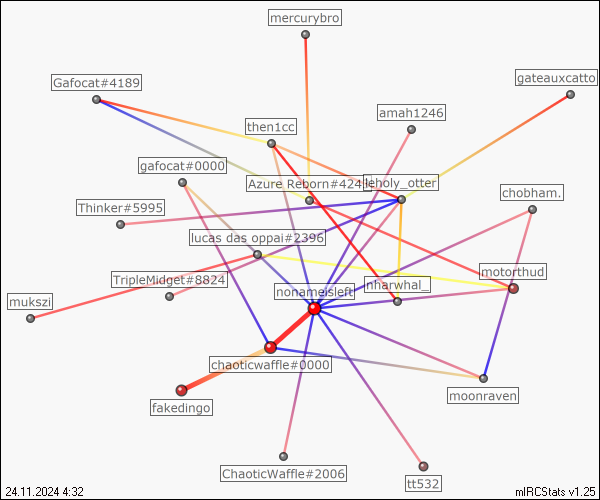 mercurybro
Gafocat#4189
gateauxcatto
amah1246
then1cc
gafocat#0000
Azure Reborn#424
leholy_otter
chobham.
Thinker#5995
lucas das oppai#2396
motorthud
TripleMidget#8824
nonameisleft
nharwhal_
mukszi
chaoticwaffle#0000
moonraven
fakedingo
ChaoticWaffle#2006
tt532
24.11.2024 4:32
mIRCStats v1.25